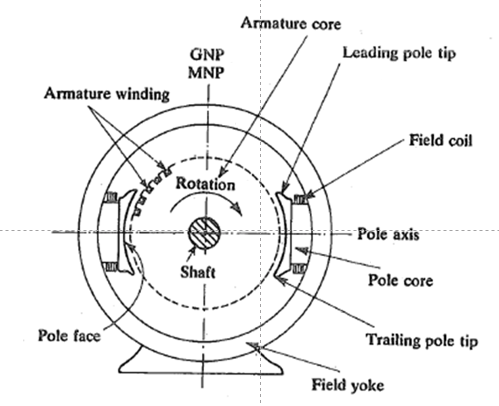 Armature core
GNP
MNP
Leading pole tip
Armature winding
Field coil
Rotation
Pole axis
Shaft
Pole core
Pole face
Trailing pole tip
Field yoke